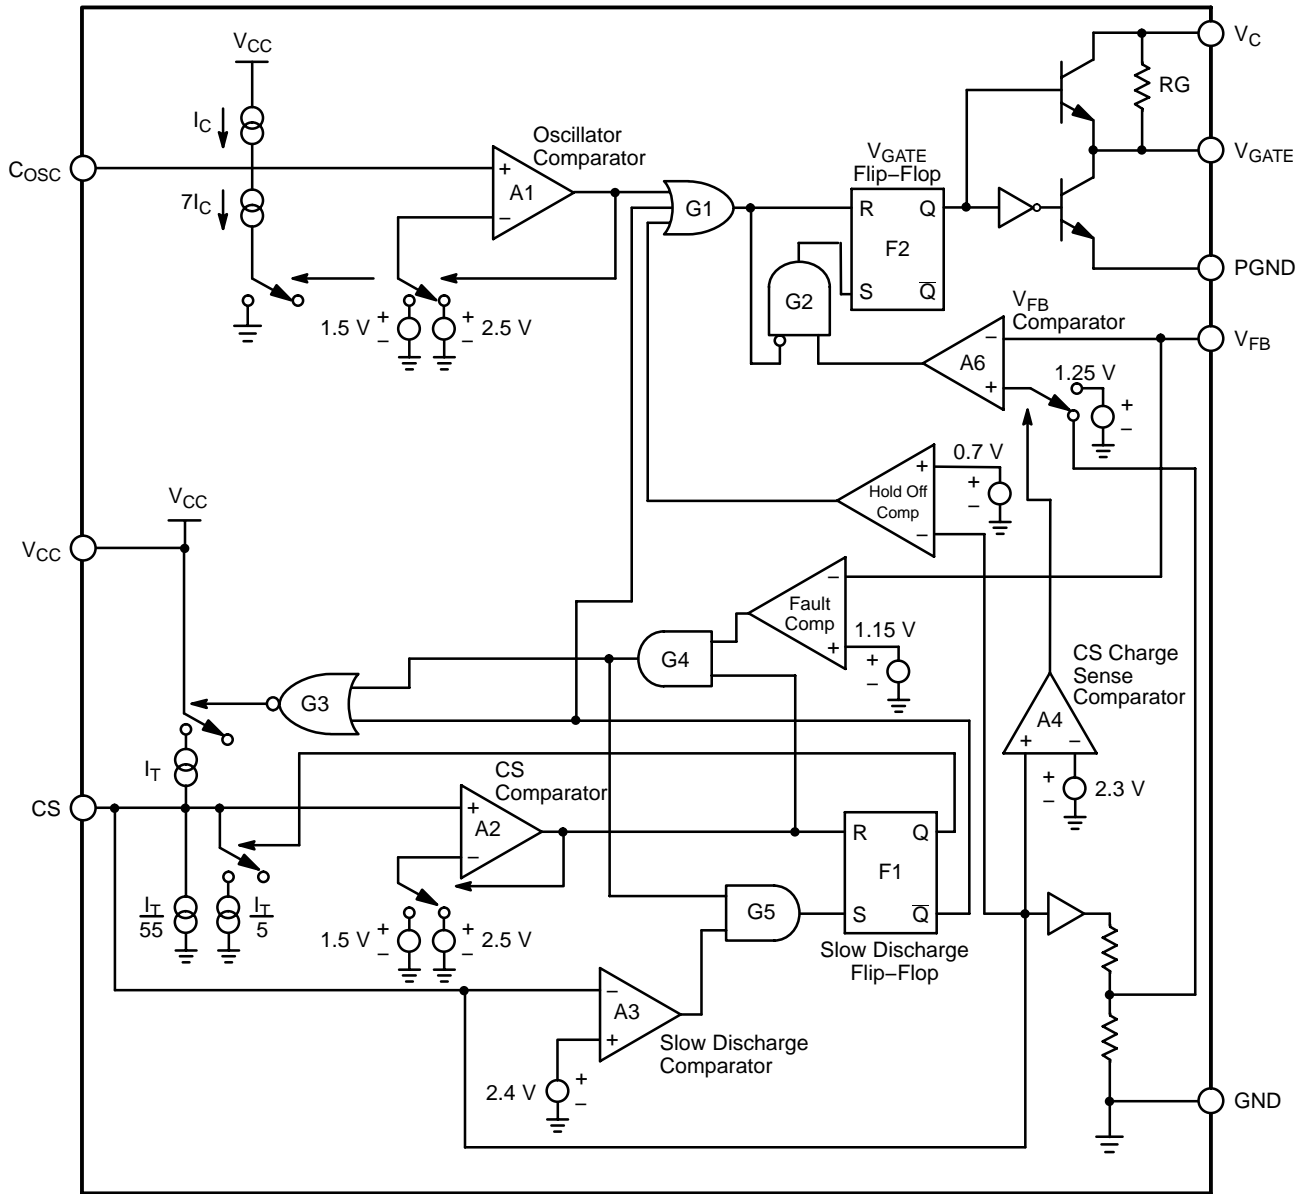 V_CC
V_C
RG
I_C
Oscillator
Comparator
C_OSC
+
A1
−
7I_C
G1
V_GATE
Flip−Flop
R
Q
F2
S
Q̅
V_GATE
PGND
G2
1.5 V
+
−
+
−
2.5 V
V_FB
Comparator
−
A6
+
V_FB
1.25 V
+
−
0.7 V
+
−
+
Hold Off
Comp
−
V_CC
V_CC
−
Fault
Comp
+
1.15 V
+
−
G4
G3
CS Charge
Sense
Comparator
A4
+
−
+
−
2.3 V
I_T
CS
CS
Comparator
+
A2
−
R
Q
F1
S
Q̅
I_T
55
I_T
5
1.5 V
+
−
+
−
2.5 V
G5
Slow Discharge
Flip−Flop
−
A3
+
Slow Discharge
Comparator
2.4 V
+
−
GND